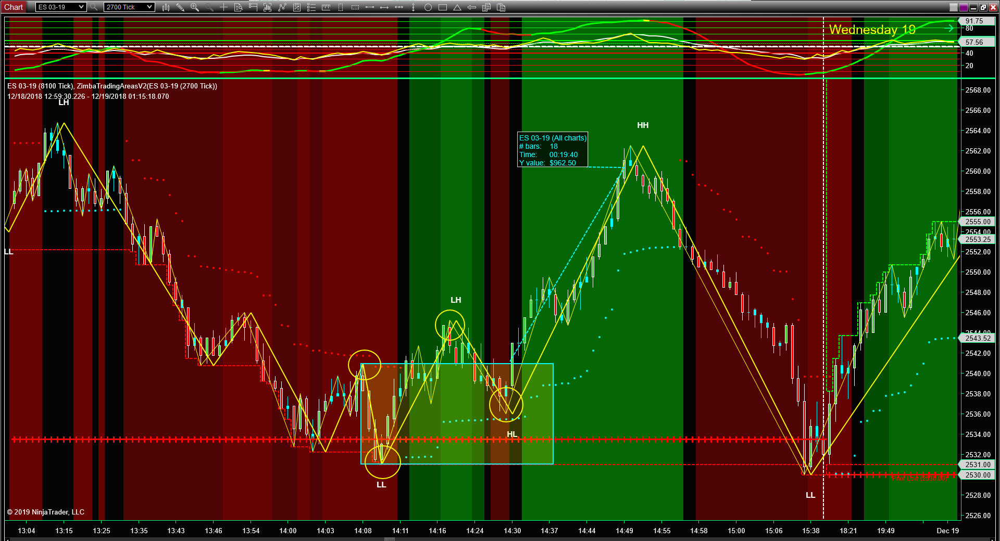 Chart
ES 03-19
2700 Tick
Wednesday 19
91.75
80
57.56
40
20
ES 03-19 (8100 Tick), ZimbaTradingAreasV2(ES 03-19 (2700 Tick))
12/18/2018 12:59:30.226 - 12/19/2018 01:15:18.070
LH
HH
ES 03-19 (All charts)
# bars: 18
Time: 00:19:40
Y value: $962.50
LL
LH
HL
LL
LL
2568.00
2566.00
2564.00
2562.00
2560.00
2558.00
2556.00
2555.00
2554.00
2553.25
2552.00
2550.00
2548.00
2546.00
2544.00
2543.52
2542.00
2540.00
2538.00
2536.00
2534.00
2532.00
2531.00
2530.00
2528.00
2526.00
Prior Low (2530.00)
© 2019 NinjaTrader, LLC
13:04 13:15 13:25 13:35 13:43 13:46 13:54 14:00 14:03 14:08 14:11 14:16 14:24 14:30 14:37 14:44 14:49 14:55 14:58 15:00 15:06 15:38 18:21 19:49 Dec 19